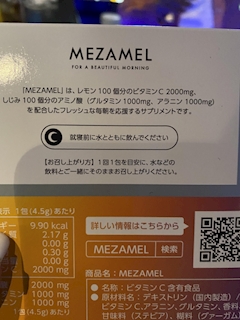 MEZAMEL
FOR A BEAUTIFUL MORNING
「MEZAMEL」は、レモン100個分のビタミンC 2000mg、
しじみ100個分のアミノ酸（グルタミン1000mg、アラニン1000mg）
を配合したフレッシュな毎朝を応援するサプリメントです。
就寝前に水とともに飲んでください
【お召し上がり方】1回1包を目安に、水などの
飲料とご一緒にそのままお召し上がりください。
1包(4.5g)あたり
ギー 9.90 kcal
2.17 g
0.00 g
0.30 g
0.00 g
2000 mg
2000 mg
1000 mg
1000 mg
1包(4.5g)あたり
詳しい情報はこちらから
MEZAMEL 検索
商品名：MEZAMEL
●名称：ビタミンC含有食品
●原材料名：デキストリン（国内製造）/
ビタミンC、アラニン、グルタミン、香料、
甘味料（ステビア）、糊料（グァーガム）